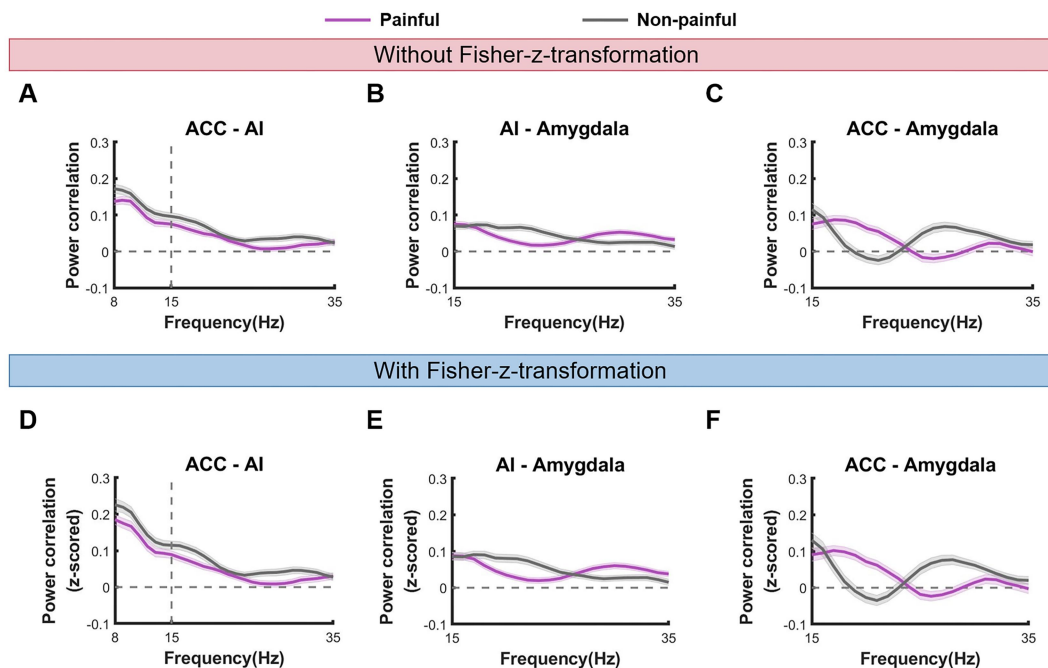 Painful
Non-painful
Without Fisher-z-transformation
A
B
C
ACC - AI
AI - Amygdala
ACC - Amygdala
Power correlation
0.3
0.2
0.1
0
-0.1
8
15
35
Frequency(Hz)
Power correlation
0.3
0.2
0.1
0
-0.1
15
35
Frequency(Hz)
Power correlation
0.3
0.2
0.1
0
-0.1
15
35
Frequency(Hz)
With Fisher-z-transformation
D
E
F
ACC - AI
AI - Amygdala
ACC - Amygdala
Power correlation
(z-scored)
0.3
0.2
0.1
0
-0.1
8
15
35
Frequency(Hz)
Power correlation
(z-scored)
0.3
0.2
0.1
0
-0.1
15
35
Frequency(Hz)
Power correlation
(z-scored)
0.3
0.2
0.1
0
-0.1
15
35
Frequency(Hz)